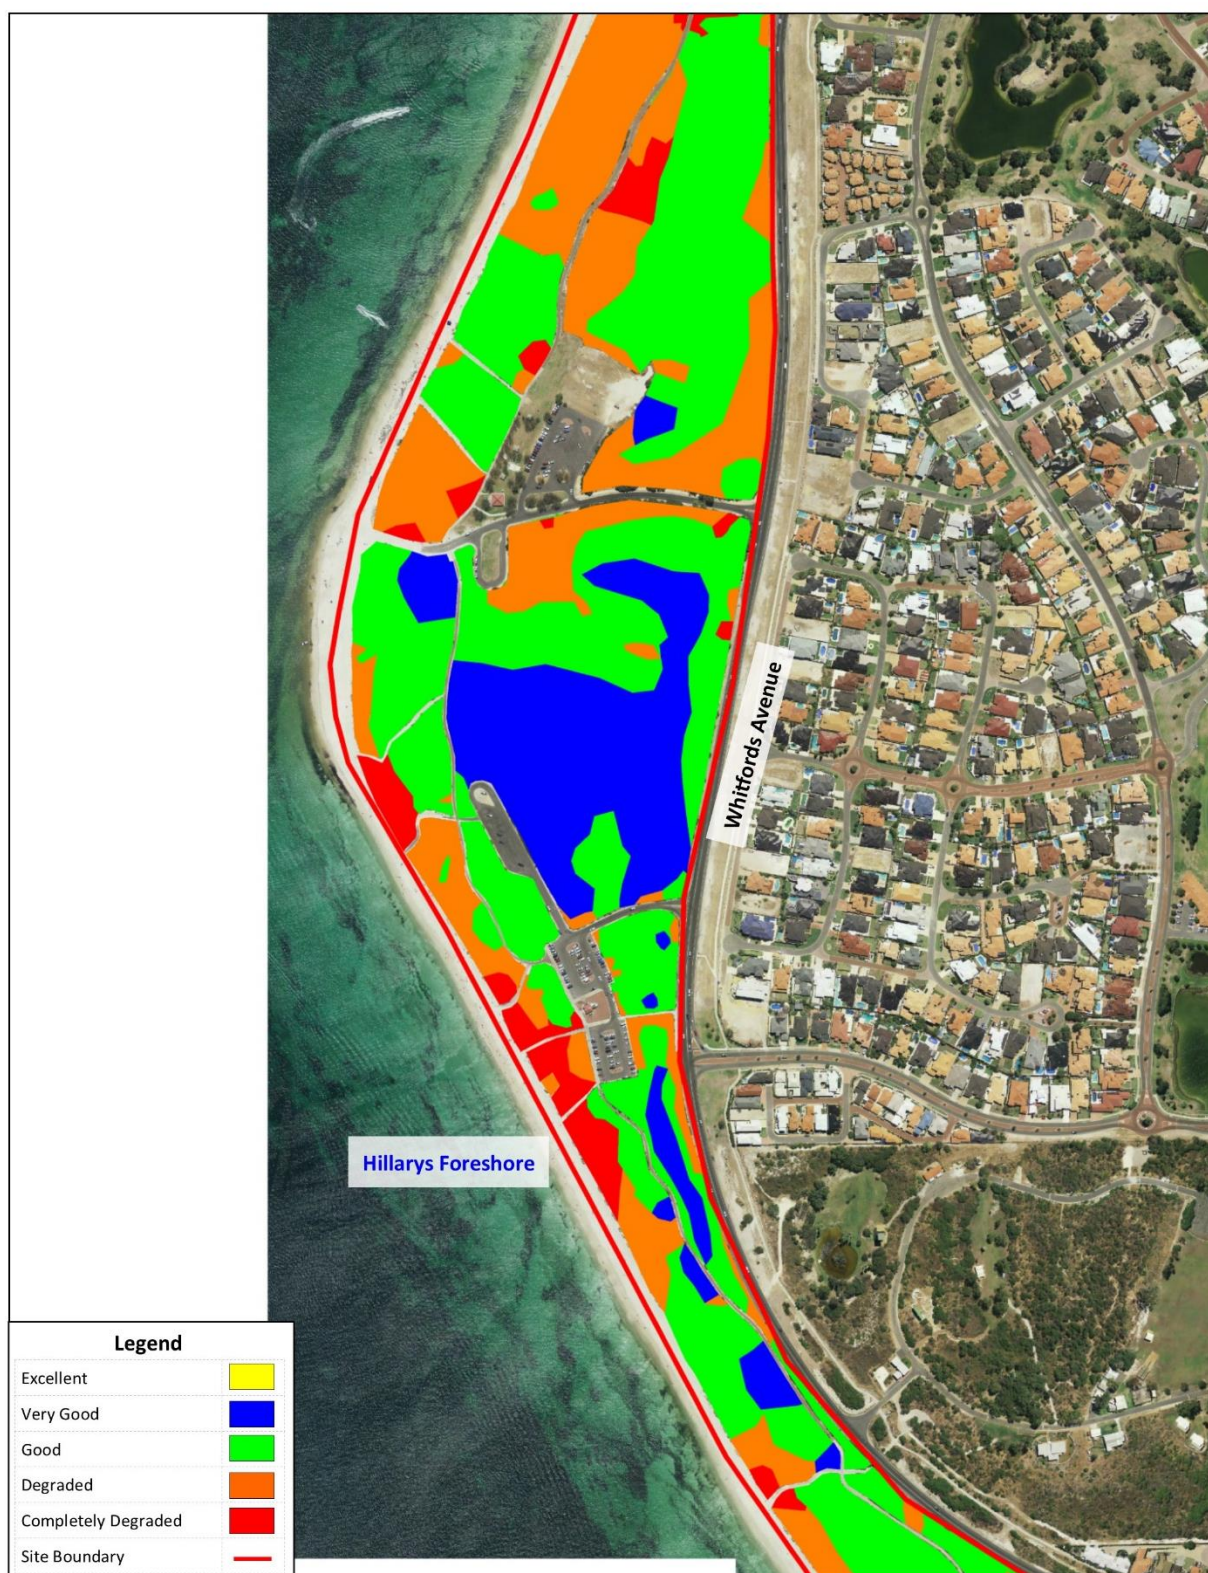 Whitfords Avenue
Hillarys Foreshore
Legend
Excellent
Very Good
Good
Degraded
Completely Degraded
Site Boundary